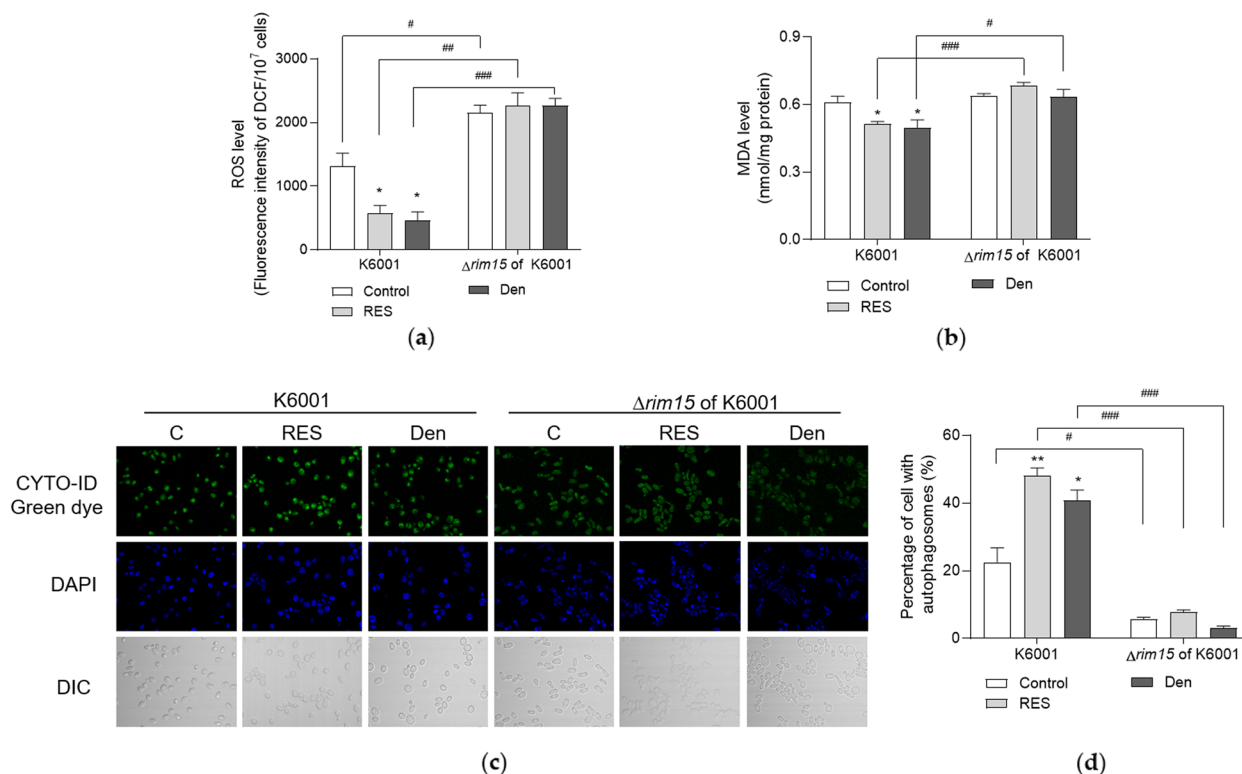 #
##
###
3000
2000
1000
0
ROS level
(Fluorescence intensity of DCF/10⁷ cells)
*
*
K6001
Δrim15 of K6001
Control
Den
RES
(a)
#
###
0.9
0.6
0.3
0.0
MDA level
(nmol/mg protein)
*
*
K6001
Δrim15 of K6001
Control
Den
RES
(b)
K6001
Δrim15 of K6001
C
RES
Den
C
RES
Den
CYTO-ID
Green dye
DAPI
DIC
(c)
###
###
#
60
40
20
0
Percentage of cell with
autophagosomes (%)
**
*
K6001
Δrim15 of K6001
Control
Den
RES
(d)